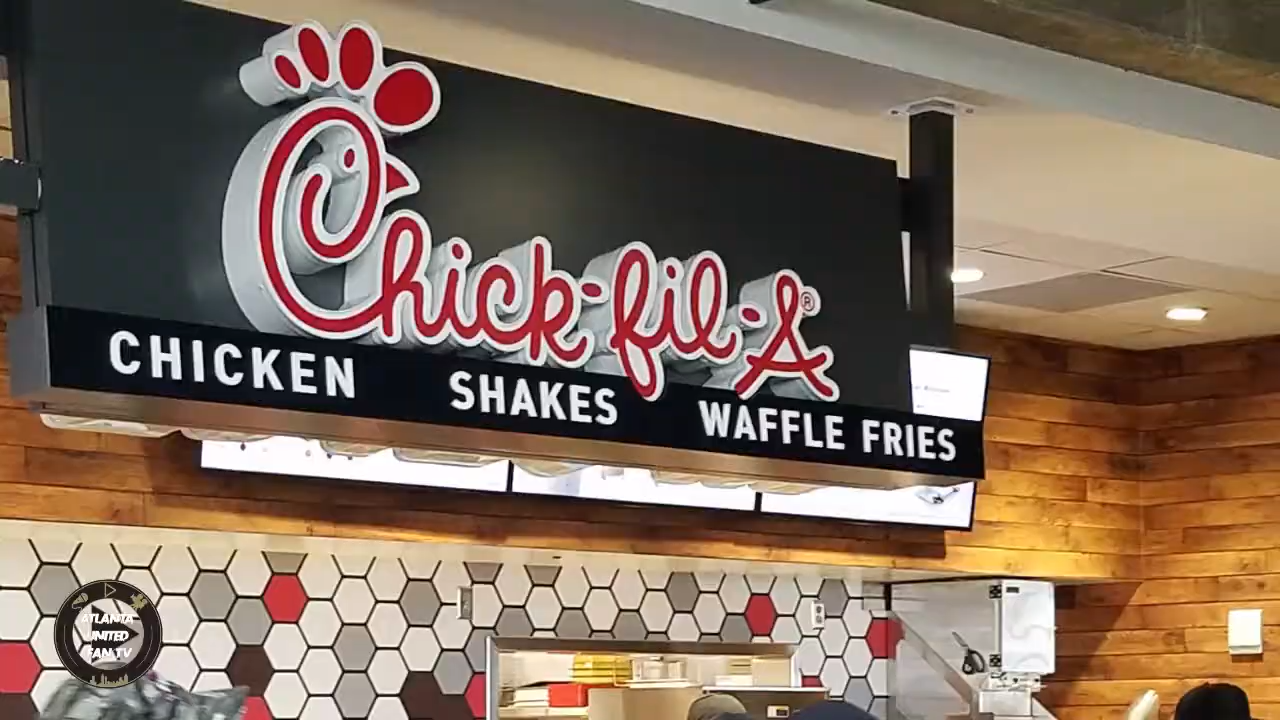 Chick-fil-A®
CHICKEN SHAKES WAFFLE FRIES
ATLANTA
UNITED
FAN TV